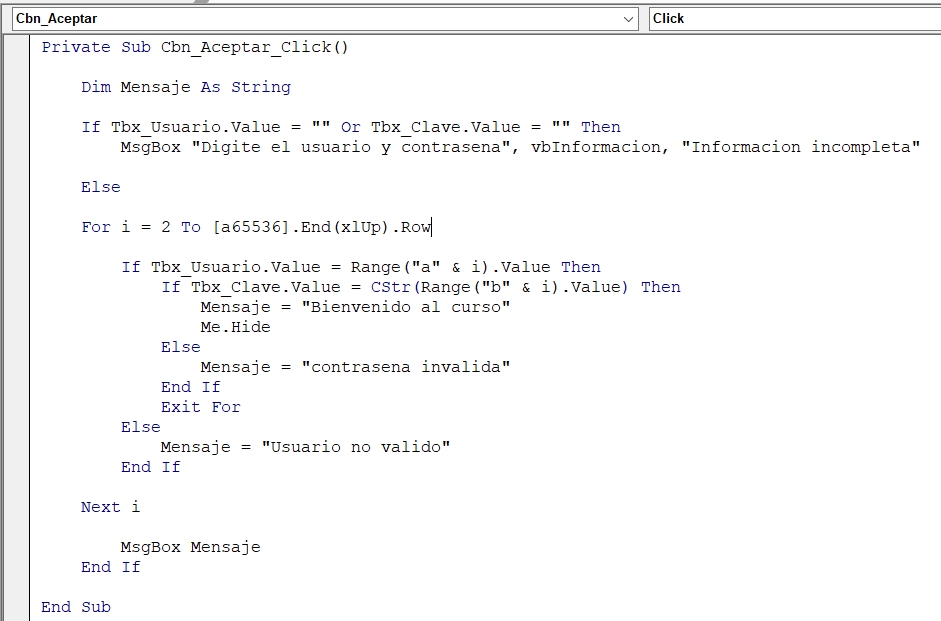 Cbn_Aceptar Click
Private Sub Cbn_Aceptar_Click()
Dim Mensaje As String
If Tbx_Usuario.Value = "" Or Tbx_Clave.Value = "" Then
MsgBox "Digite el usuario y contrasena", vbInformacion, "Informacion incompleta"
Else
For i = 2 To [a65536].End(xlUp).Row
If Tbx_Usuario.Value = Range("a" & i).Value Then
If Tbx_Clave.Value = CStr(Range("b" & i).Value) Then
Mensaje = "Bienvenido al curso"
Me.Hide
Else
Mensaje = "contrasena invalida"
End If
Exit For
Else
Mensaje = "Usuario no valido"
End If
Next i
MsgBox Mensaje
End If
End Sub